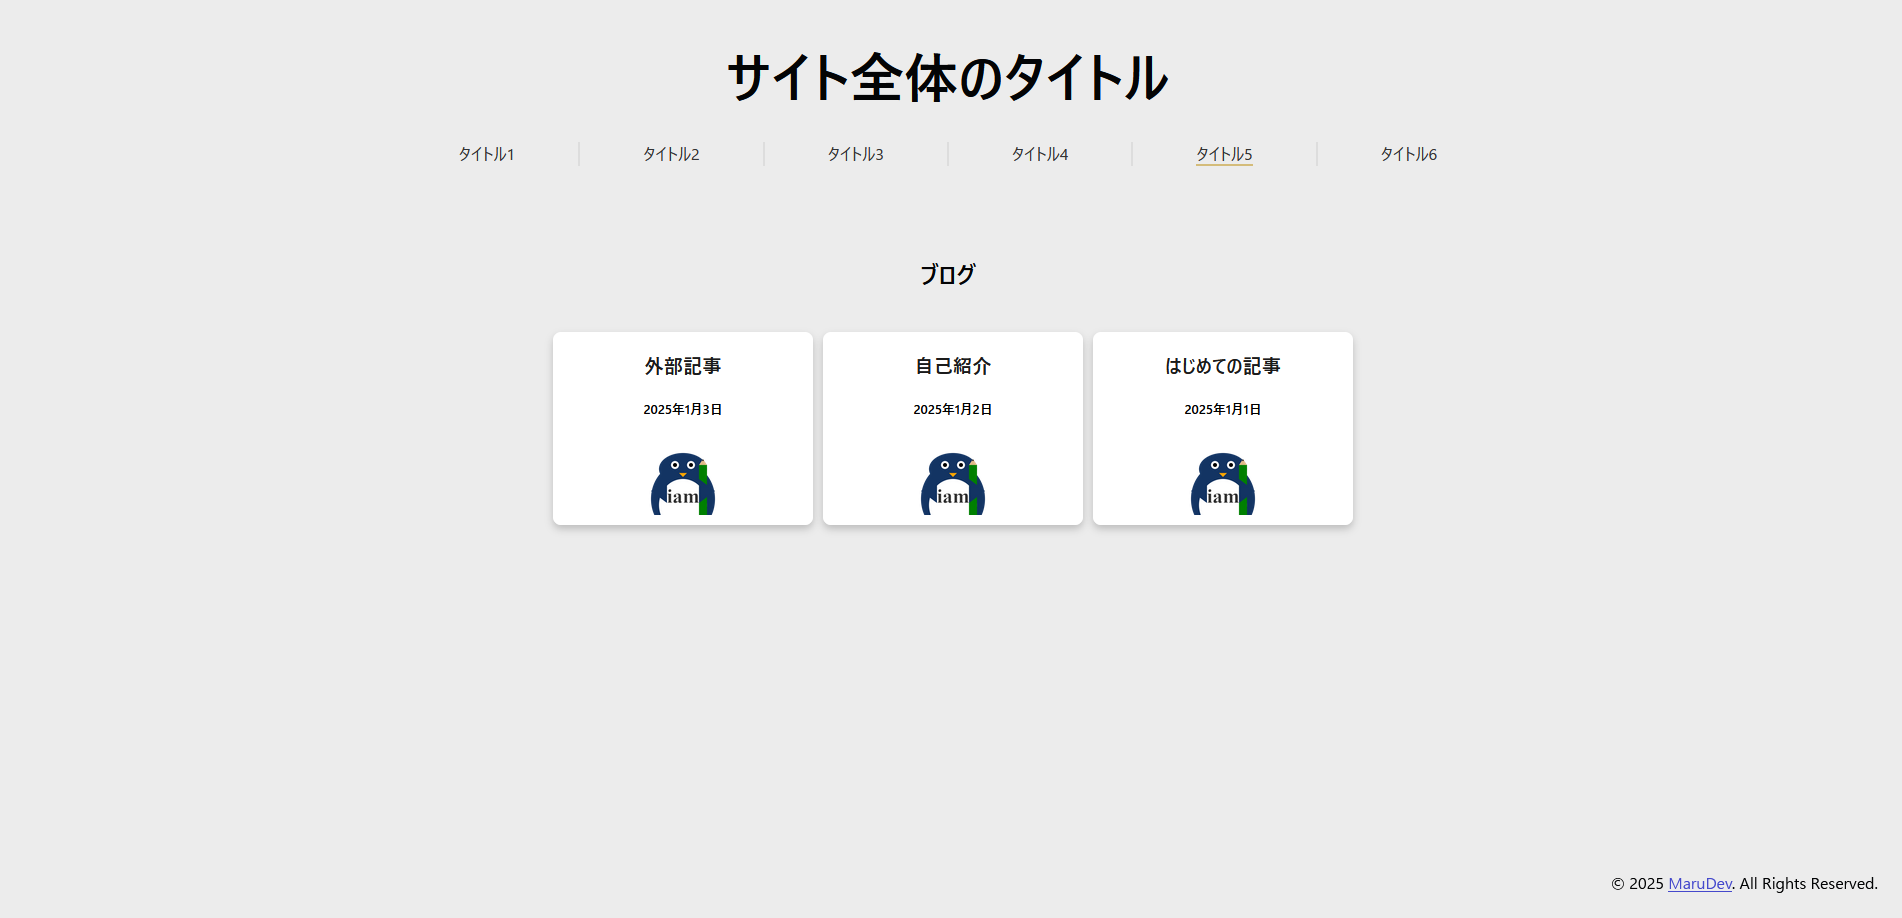 サイト全体のタイトル
タイトル1 タイトル2 タイトル3 タイトル4 タイトル5 タイトル6
ブログ
外部記事
2025年1月3日
iam
自己紹介
2025年1月2日
iam
はじめての記事
2025年1月1日
iam
© 2025 MaruDev. All Rights Reserved.